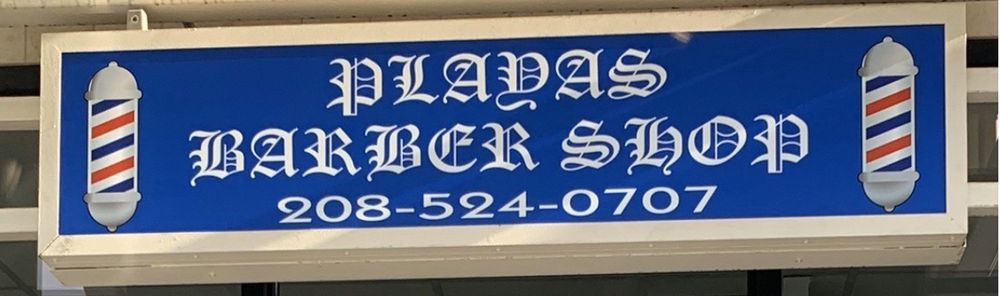 PLAYAS
BARBER SHOP
208-524-0707